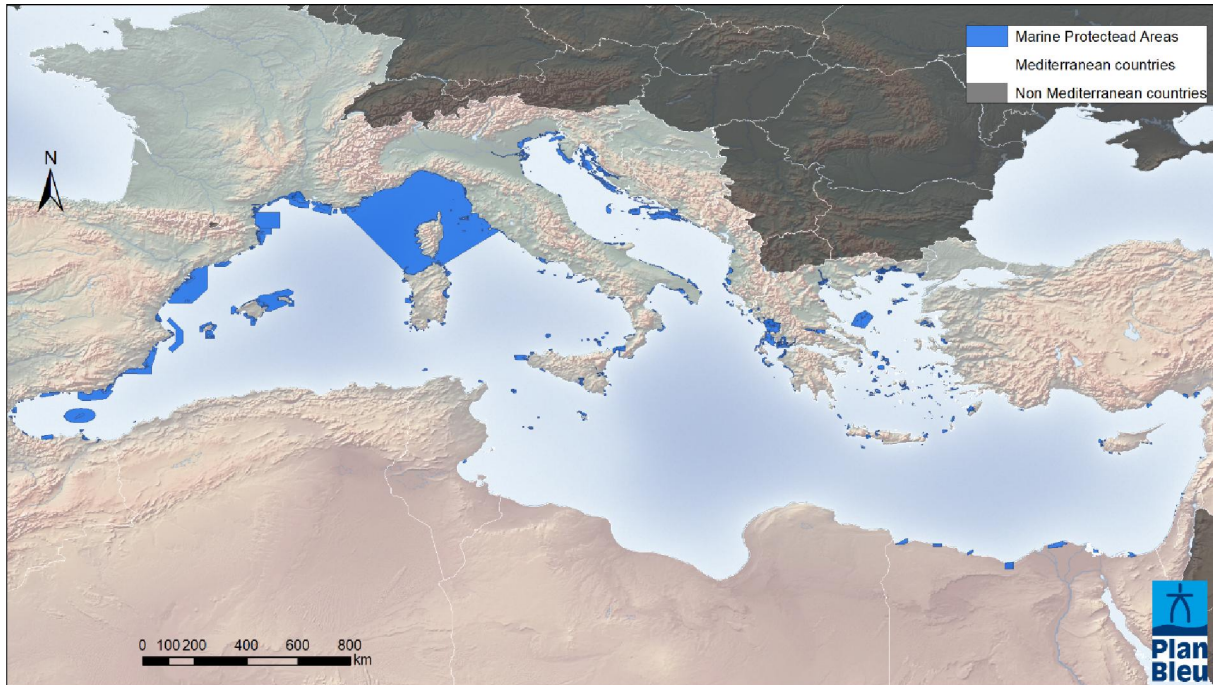 Marine Protectead Areas
Mediterranean countries
Non Mediterranean countries
N
0 100 200 400 600 800
km
Plan
Bleu